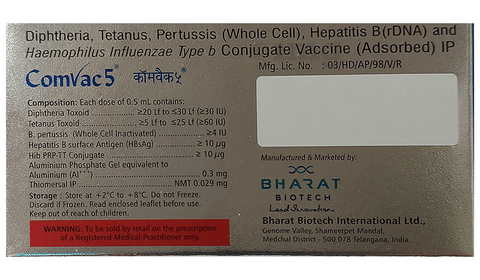 Diphtheria, Tetanus, Pertussis (Whole Cell), Hepatitis B(rDNA) and
Haemophilus Influenzae Type b Conjugate Vaccine (Adsorbed) IP
ComVac5® कॉमवैक५®
Mfg. Lic. No. : 03/HD/AP/98/V/R
Composition: Each dose of 0.5 mL contains:
Diphtheria Toxoid ........................ ≥20 Lf to ≤30 Lf (≥30 IU)
Tetanus Toxoid ............................ ≥5 Lf to ≤25 Lf (≥60 IU)
B. pertussis (Whole Cell Inactivated) .................. ≥4 IU
Hepatitis B surface Antigen (HBsAg) ............ ≥ 10 µg
Hib PRP-TT Conjugate ................................ ≥ 10 µg
Aluminium Phosphate Gel equivalent to
Aluminium (Al+++) ........................................ 0.3 mg
Thiomersal IP ................................ NMT 0.029 mg
Storage : Store at +2°C to +8°C. Do not Freeze.
Discard if Frozen. Read enclosed leaflet before use.
Keep out of reach of children.
WARNING: To be sold by retail on the prescription
of a Registered Medical Practitioner only.
Manufactured & Marketed by:
BHARAT
BIOTECH
Lead Innovation
Bharat Biotech International Ltd.,
Genome Valley, Shameerpet Mandal,
Medchal District - 500 078 Telangana, India.